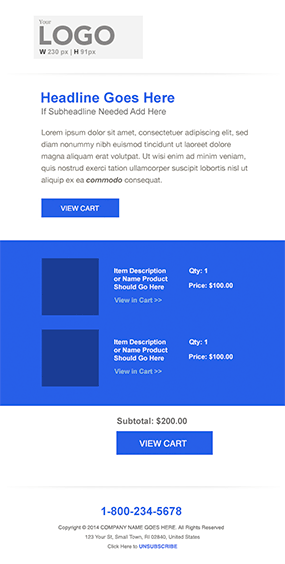 Your
LOGO
W 230 px | H 91px
Headline Goes Here
If Subheadline Needed Add Here
Lorem ipsum dolor sit amet, consectetuer adipiscing elit, sed
diam nonummy nibh euismod tincidunt ut laoreet dolore
magna aliquam erat volutpat. Ut wisi enim ad minim veniam,
quis nostrud exerci tation ullamcorper suscipit lobortis nisl ut
aliquip ex ea commodo consequat.
VIEW CART
Item Description
or Name Product
Should Go Here
View in Cart >>
Qty: 1
Price: $100.00
Item Description
or Name Product
Should Go Here
View in Cart >>
Qty: 1
Price: $100.00
Subtotal: $200.00
VIEW CART
1-800-234-5678
Copyright © 2014 COMPANY NAME GOES HERE. All Rights Reserved
123 Your St, Small Town, RI 02840, United States
Click Here to UNSUBSCRIBE